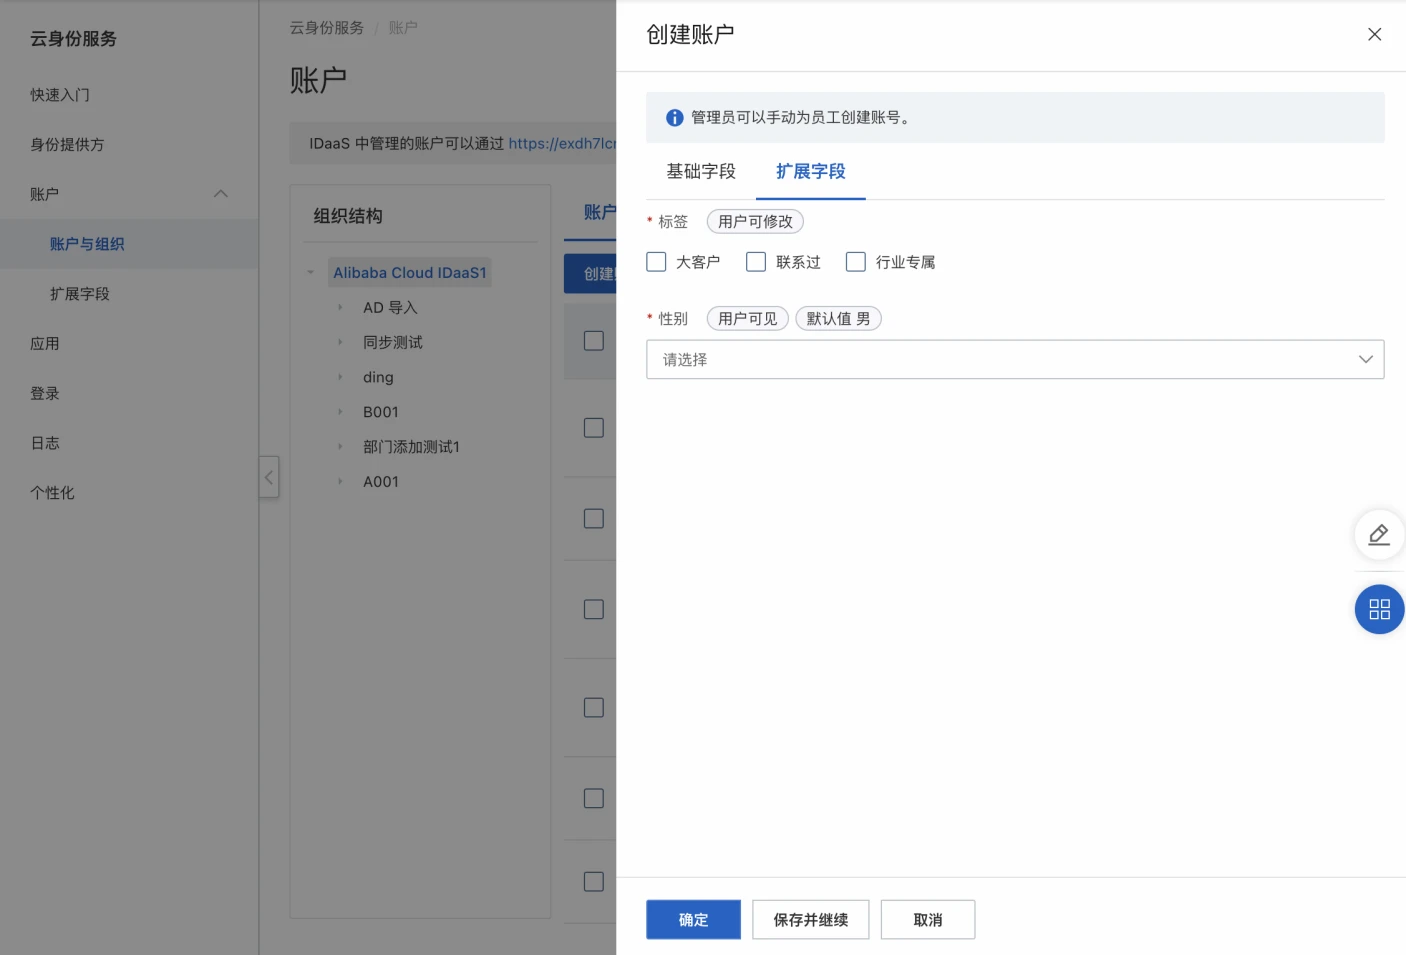 云身份服务
快速入门
身份提供方
账户
账户与组织
扩展字段
应用
登录
日志
个性化
云身份服务 / 账户
账户
IDaaS 中管理的账户可以通过 https://exdh7lcr
组织结构
Alibaba Cloud IDaaS1
AD 导入
同步测试
ding
B001
部门添加测试1
A001
账户
创建
创建账户
管理员可以手动为员工创建账号。
基础字段 扩展字段
* 标签 用户可修改
大客户 联系过 行业专属
* 性别 用户可见 默认值 男
请选择
确定 保存并继续 取消